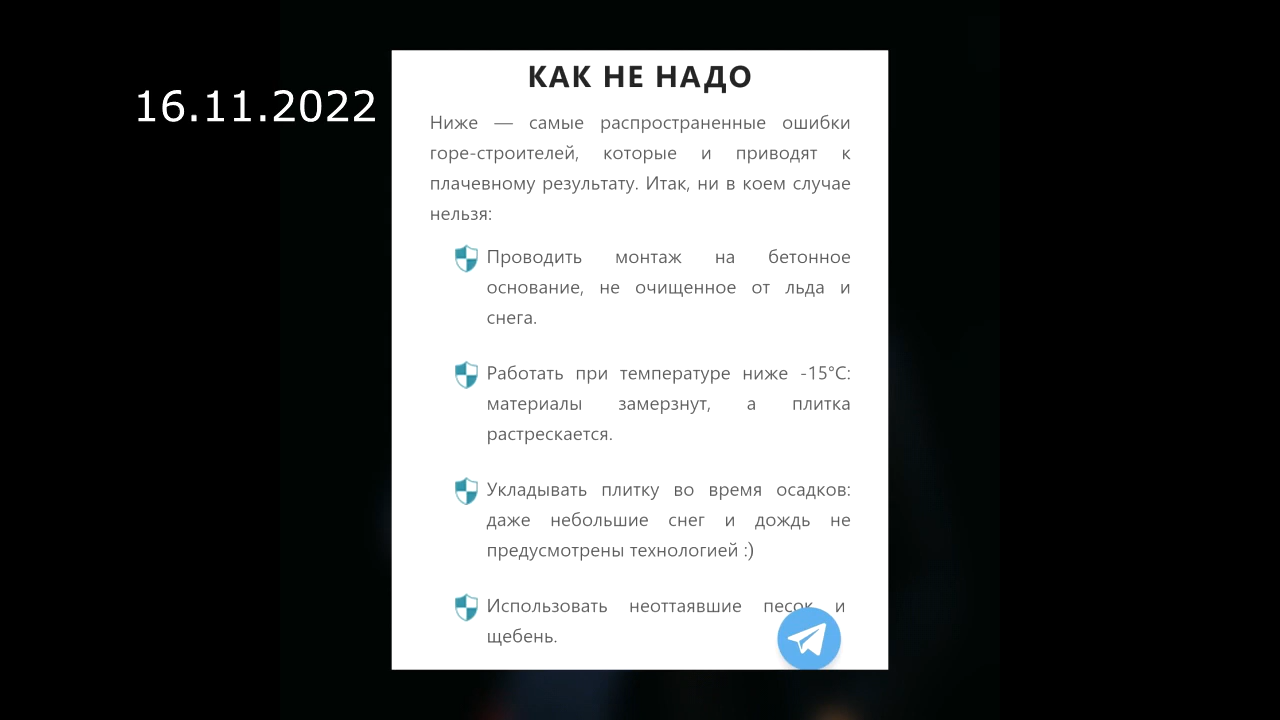 КАК НЕ НАДО
16.11.2022
Ниже — самые распространенные ошибки
горе-строителей, которые и приводят к
плачевному результату. Итак, ни в коем случае
нельзя:
Проводить монтаж на бетонное
основание, не очищенное от льда и
снега.
Работать при температуре ниже -15°C:
материалы замерзнут, а плитка
растрескается.
Укладывать плитку во время осадков:
даже небольшие снег и дождь не
предусмотрены технологией :)
Использовать неоттаявшие песок и
щебень.